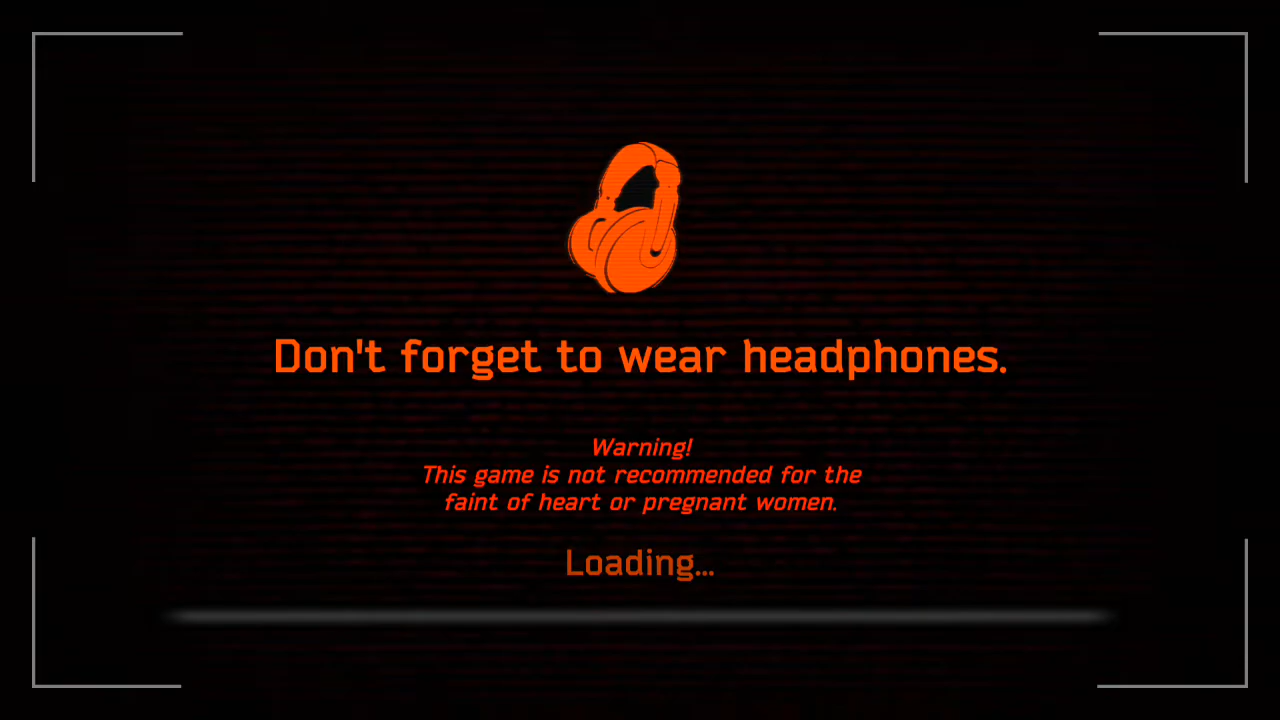 Don't forget to wear headphones.
Warning!
This game is not recommended for the
faint of heart or pregnant women.
Loading...